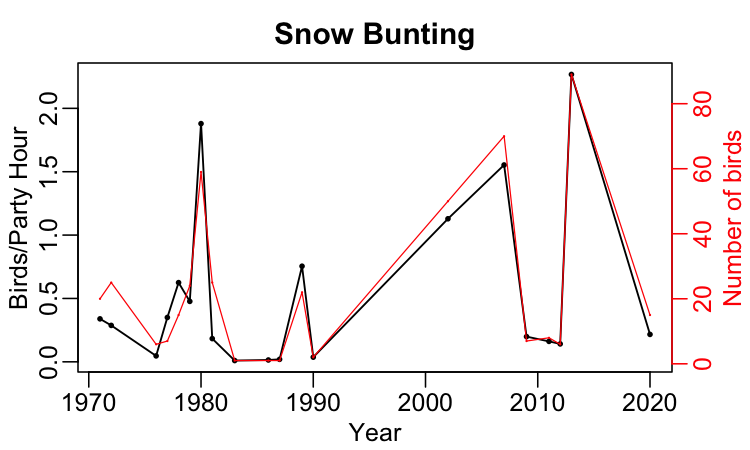 Snow Bunting
Birds/Party Hour
0.0 0.5 1.0 1.5 2.0
1970 1980 1990 2000 2010 2020
Year
0 20 40 60 80
Number of birds